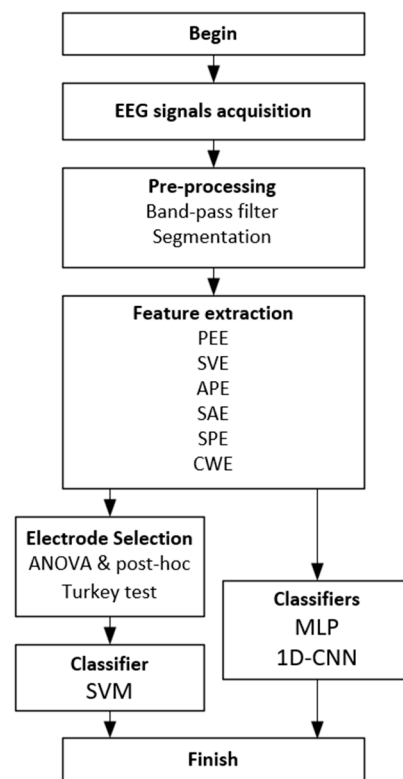 Begin
EEG signals acquisition
Pre-processing
Band-pass filter
Segmentation
Feature extraction
PEE
SVE
APE
SAE
SPE
CWE
Electrode Selection
ANOVA & post-hoc
Turkey test
Classifier
SVM
Classifiers
MLP
1D-CNN
Finish